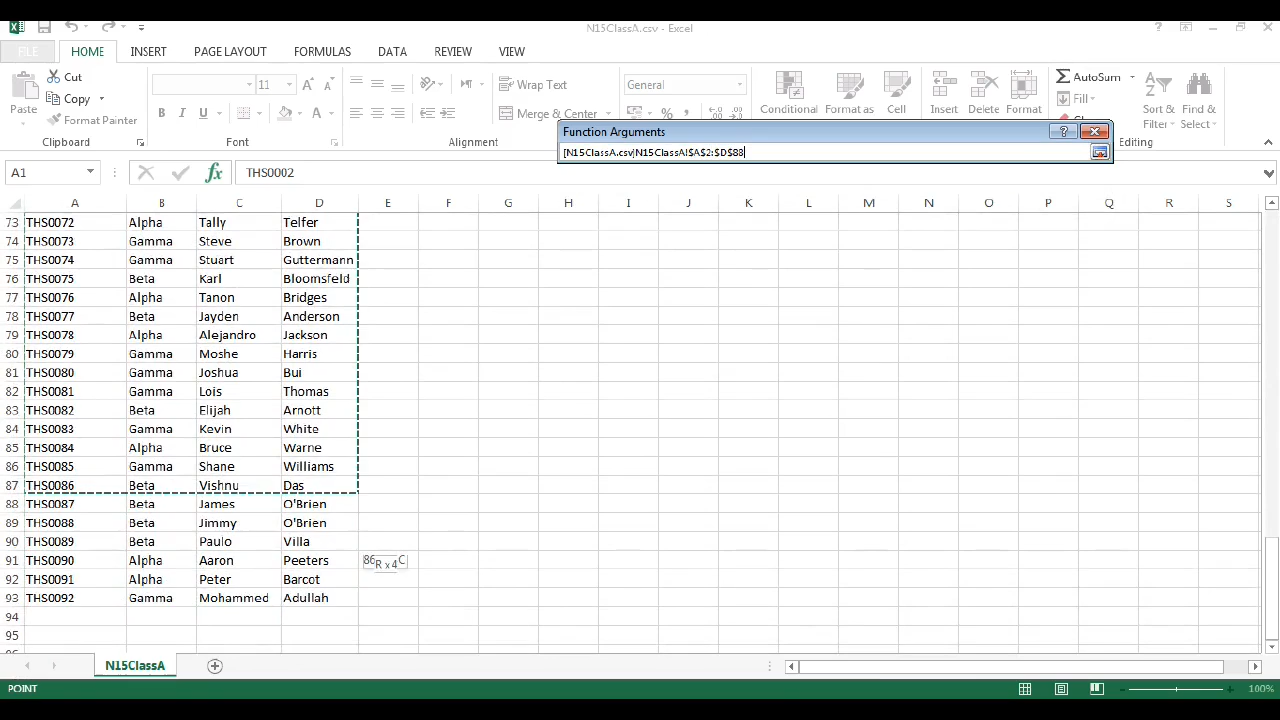 N15ClassA.csv - Excel
FILE HOME INSERT PAGE LAYOUT FORMULAS DATA REVIEW VIEW
Paste
Cut
Copy
Format Painter
Clipboard
11 A A
B I U A
Font
Wrap Text
Merge & Center
Alignment
General
% ,
Conditional Format as Cell
Insert Delete Format
AutoSum
Fill
Sort & Filter
Find & Select
Editing
Function Arguments
[N15ClassA.csv]N15ClassA!$A$2:$D$88
A1 fx THS0002
A B C D E F G H I J K L M N O P Q R S
73 THS0072 Alpha Tally Telfer
74 THS0073 Gamma Steve Brown
75 THS0074 Gamma Stuart Guttermann
76 THS0075 Beta Karl Bloomsfeld
77 THS0076 Alpha Tanon Bridges
78 THS0077 Beta Jayden Anderson
79 THS0078 Alpha Alejandro Jackson
80 THS0079 Gamma Moshe Harris
81 THS0080 Gamma Joshua Bui
82 THS0081 Gamma Lois Thomas
83 THS0082 Beta Elijah Arnott
84 THS0083 Gamma Kevin White
85 THS0084 Alpha Bruce Warne
86 THS0085 Gamma Shane Williams
87 THS0086 Beta Vishnu Das
88 THS0087 Beta James O'Brien
89 THS0088 Beta Jimmy O'Brien
90 THS0089 Beta Paulo Villa
91 THS0090 Alpha Aaron Peeters 86R x 4C
92 THS0091 Alpha Peter Barcot
93 THS0092 Gamma Mohammed Adullah
94
95
N15ClassA
POINT 100%